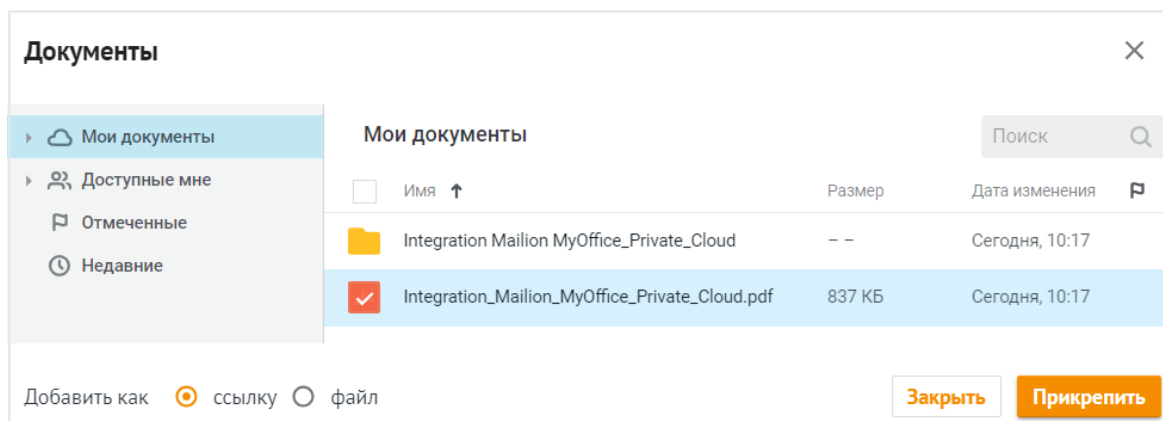 Документы
Мои документы
Доступные мне
Отмеченные
Недавние
Мои документы
Поиск
Имя Размер Дата изменения
Integration Mailion MyOffice_Private_Cloud – – Сегодня, 10:17
Integration_Mailion_MyOffice_Private_Cloud.pdf 837 КБ Сегодня, 10:17
Добавить как ссылку файл
Закрыть Прикрепить